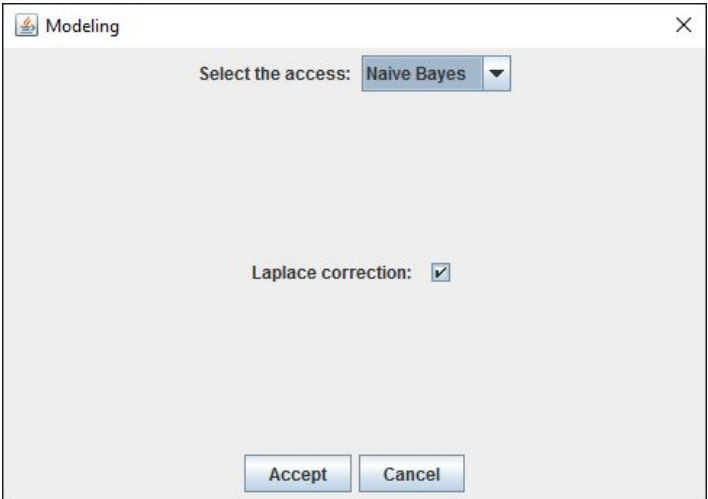 Modeling
Select the access: Naive Bayes
Laplace correction:
Accept Cancel